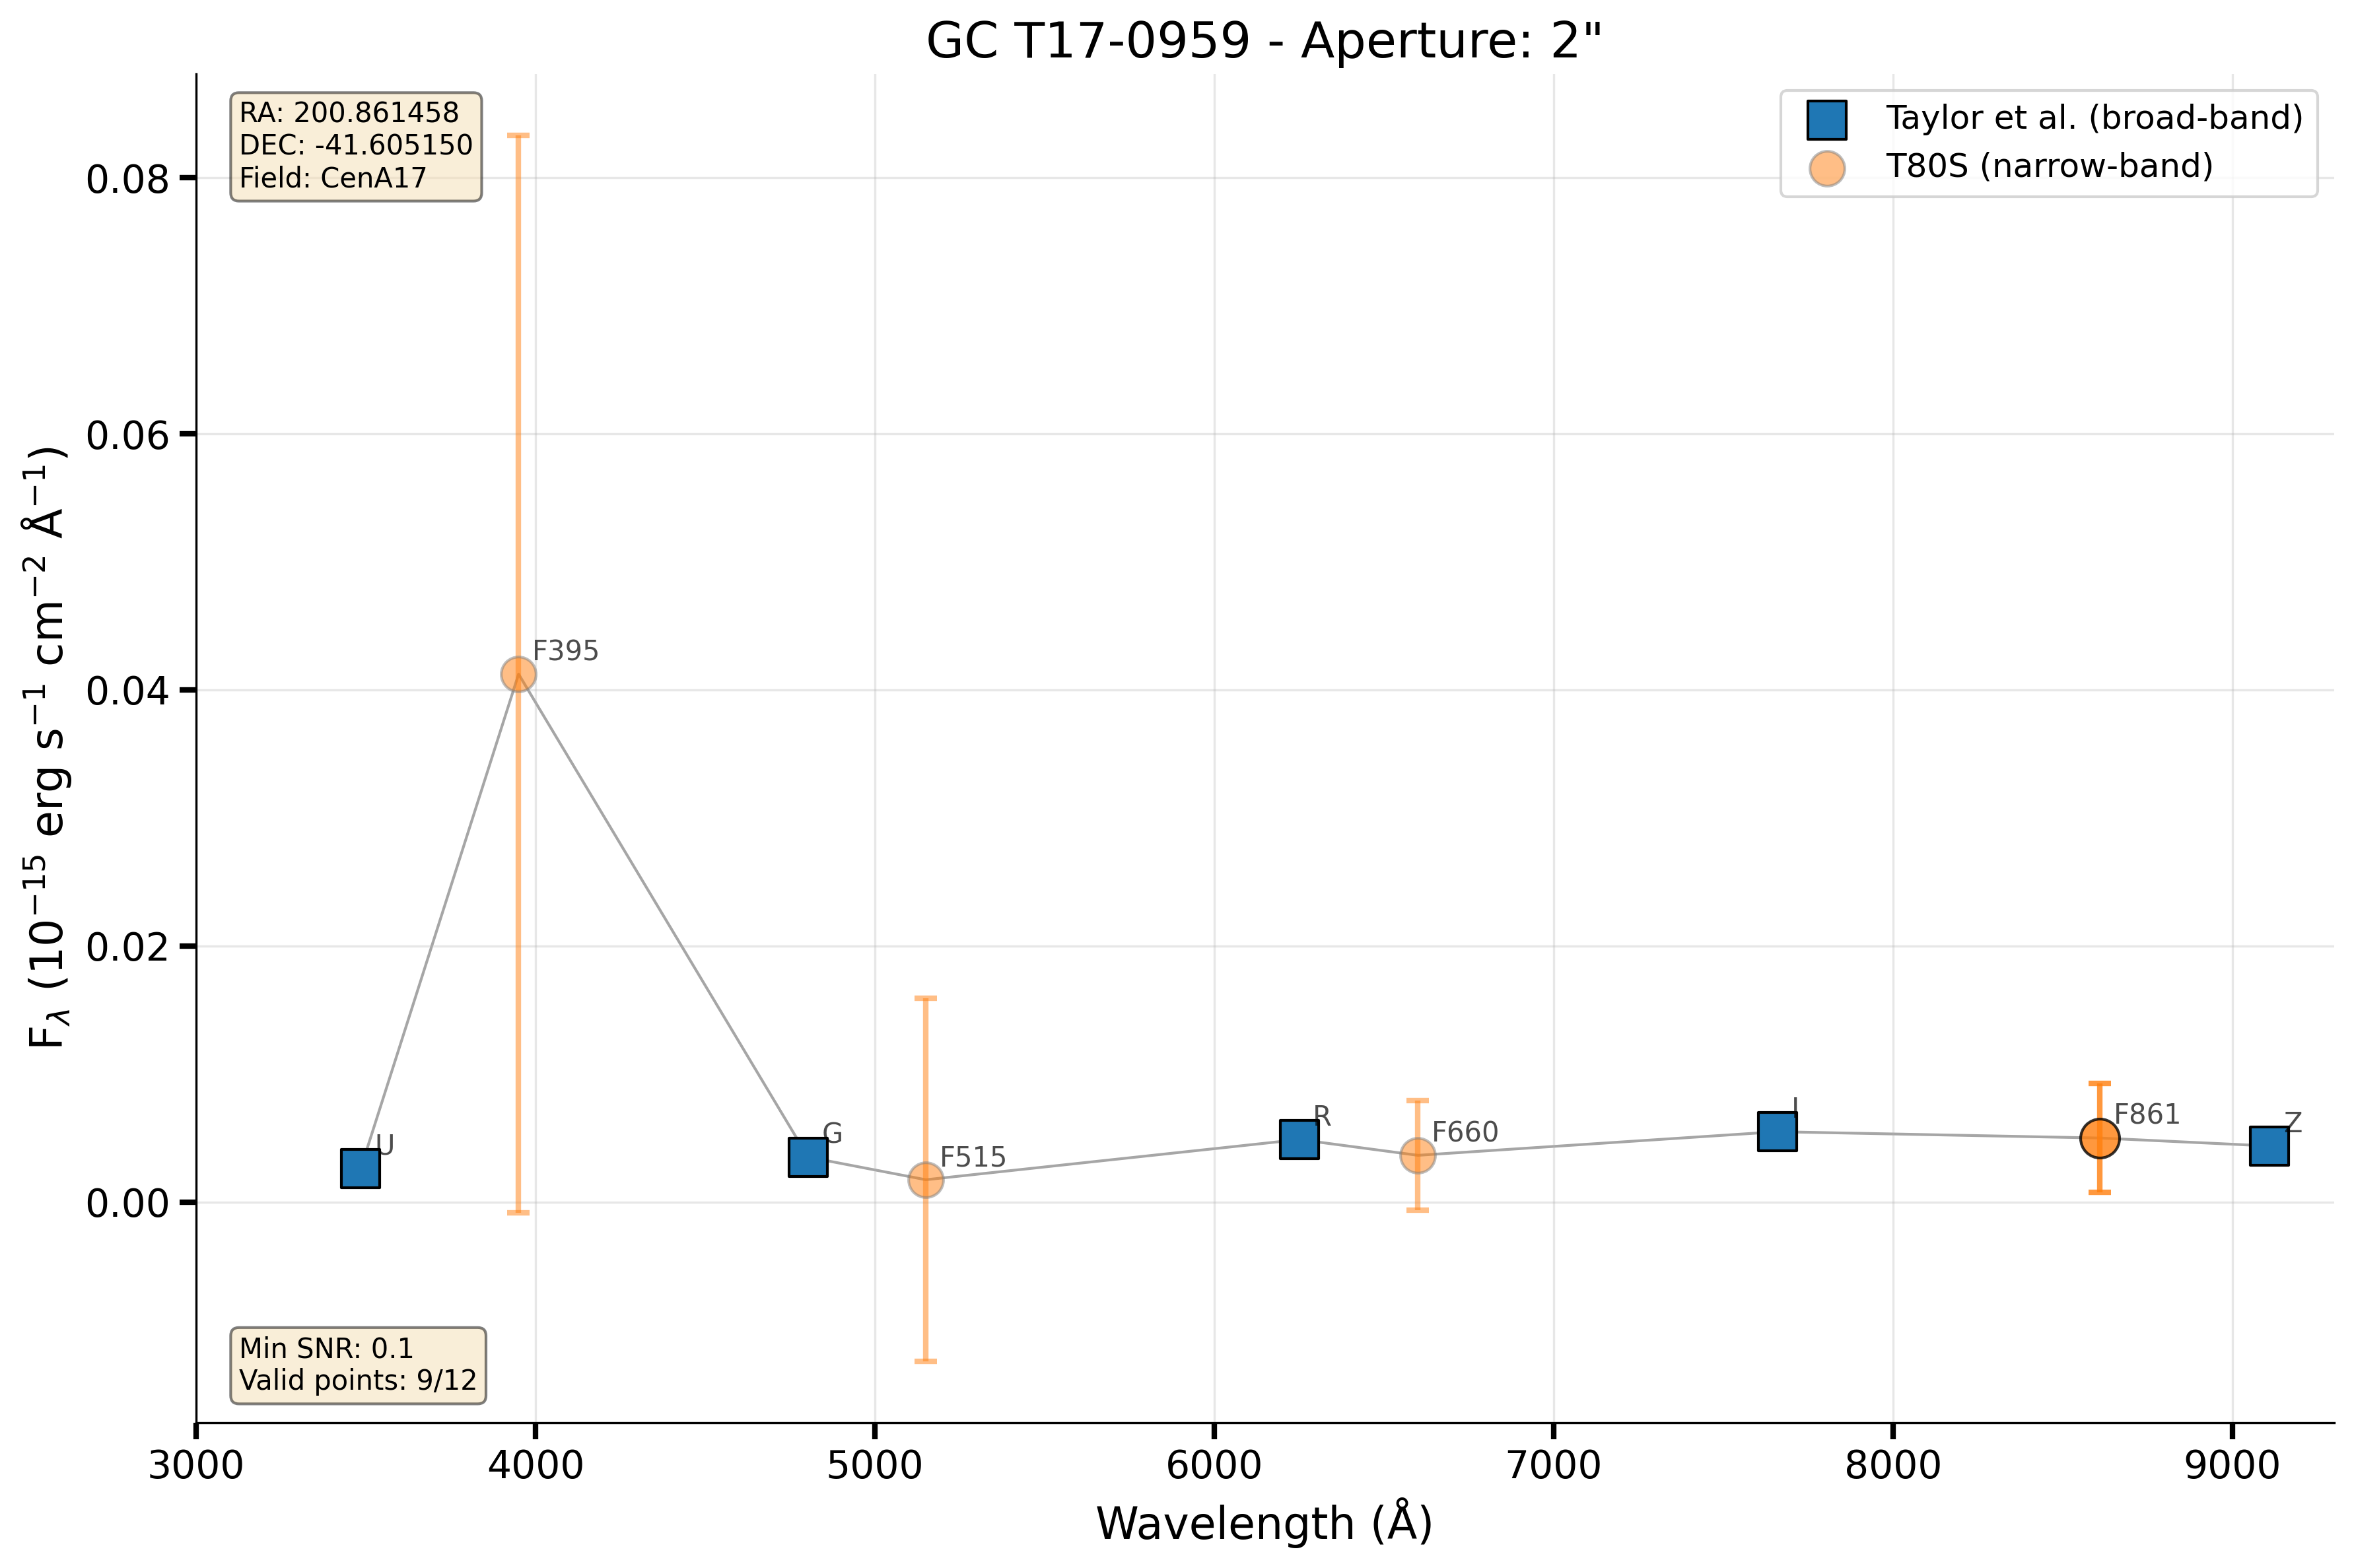 GC T17-0959 - Aperture: 2"
RA: 200.861458
DEC: -41.605150
Field: CenA17
Taylor et al. (broad-band)
T80S (narrow-band)
0.08
0.06
0.04
0.02
0.00
F395
U
G
F515
R
F660
I
F861
Z
Min SNR: 0.1
Valid points: 9/12
3000
4000
5000
6000
7000
8000
9000
Wavelength (Å)
Fλ (10⁻¹⁵ erg s⁻¹ cm⁻² Å⁻¹)